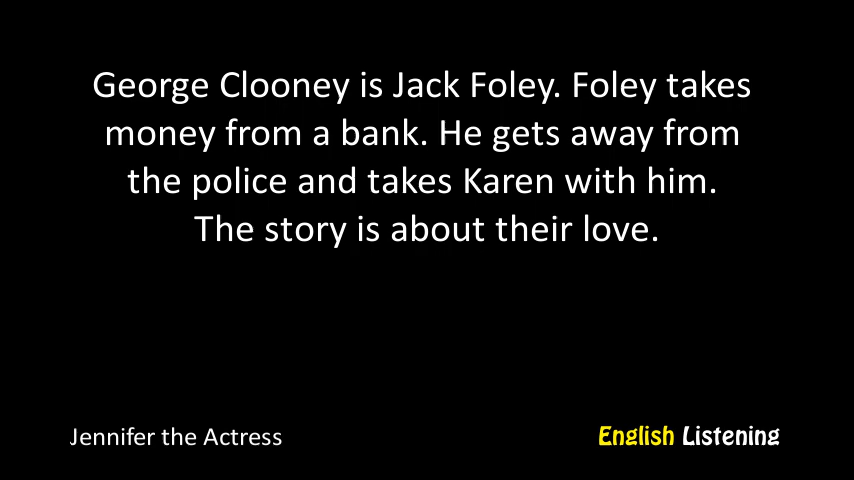 George Clooney is Jack Foley. Foley takes
money from a bank. He gets away from
the police and takes Karen with him.
The story is about their love.
Jennifer the Actress
English Listening